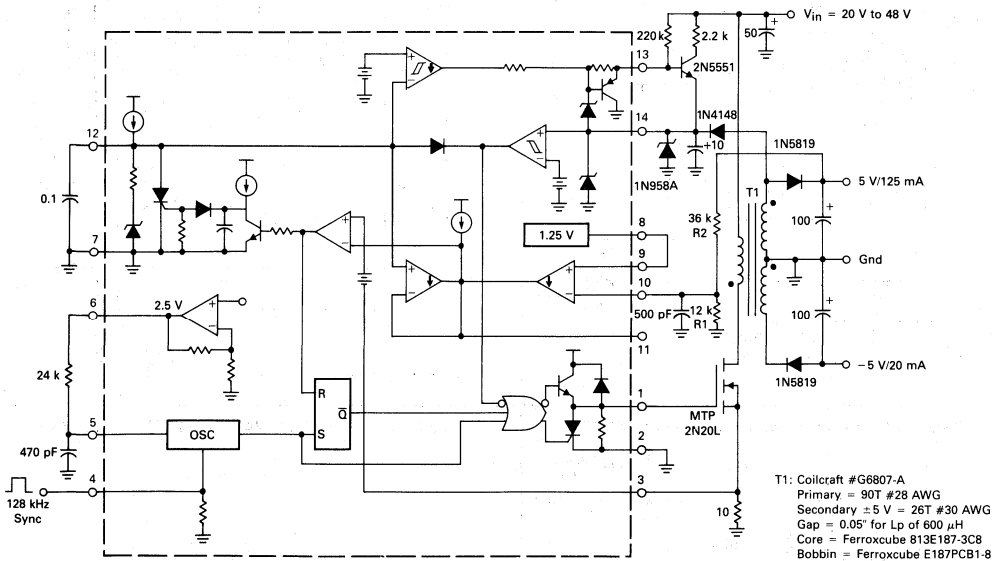 V_in = 20 V to 48 V
50
+
220 k
2.2 k
13
2N5551
+
−
1N4148
12
14
+
−
+10
1N5819
1N958A
T1
5 V/125 mA
0.1
36 k
R2
+
100
8
1.25 V
7
+
−
9
Gnd
+
−
+
−
10
6
2.5 V
+
−
500 pF
12 k
R1
+
100
11
24 k
−5 V/20 mA
1N5819
R
Q̅
1
MTP
2N20L
5
OSC
S
2
470 pF
4
3
128 kHz
Sync
10
T1: Coilcraft #G6807-A
Primary = 90T #28 AWG
Secondary ±5 V = 26T #30 AWG
Gap = 0.05" for Lp of 600 μH
Core = Ferroxcube 813E187-3C8
Bobbin = Ferroxcube E187PCB1-8